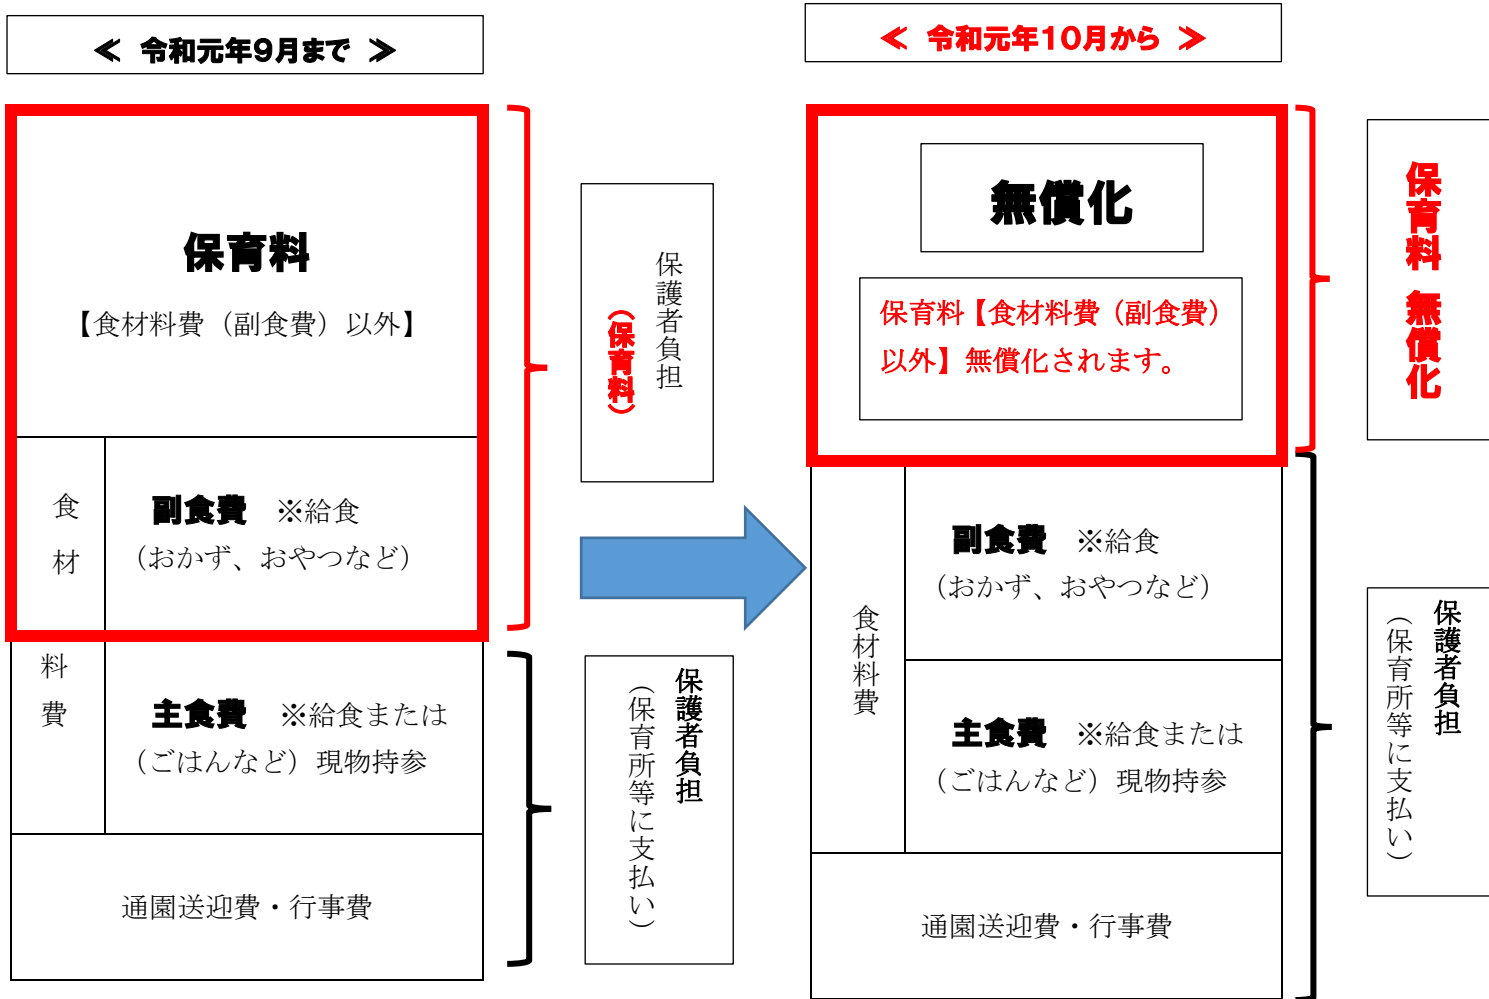 ≪ 令和元年9月まで ≫
保育料
【食材料費（副食費）以外】
食
材
料
費
副食費　※給食
（おかず、おやつなど）
主食費　※給食または
（ごはんなど）現物持参
通園送迎費・行事費
保護者負担
（保育料）
保護者負担
（保育所等に支払い）
≪ 令和元年10月から ≫
無償化
保育料【食材料費（副食費）
以外】無償化されます。
食材料費
副食費　※給食
（おかず、おやつなど）
主食費　※給食または
（ごはんなど）現物持参
通園送迎費・行事費
保育料 無償化
保護者負担
（保育所等に支払い）